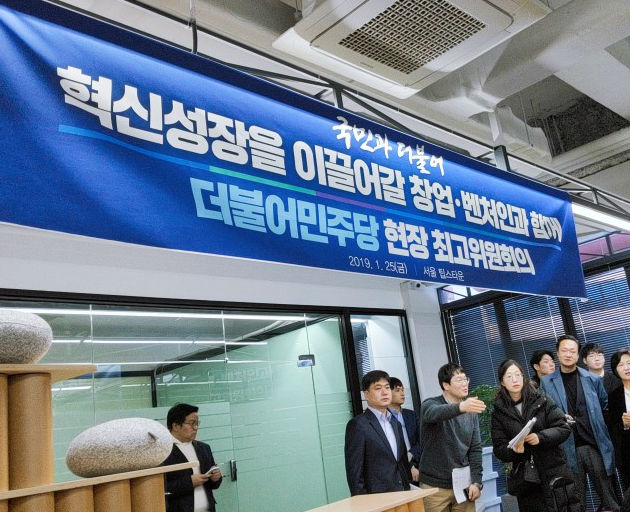 국민과 더불어
혁신성장을 이끌어갈 창업·벤처인과 함께
더불어민주당 현장 최고위원회의
2019. 1. 25(금) | 서울 팁스타운